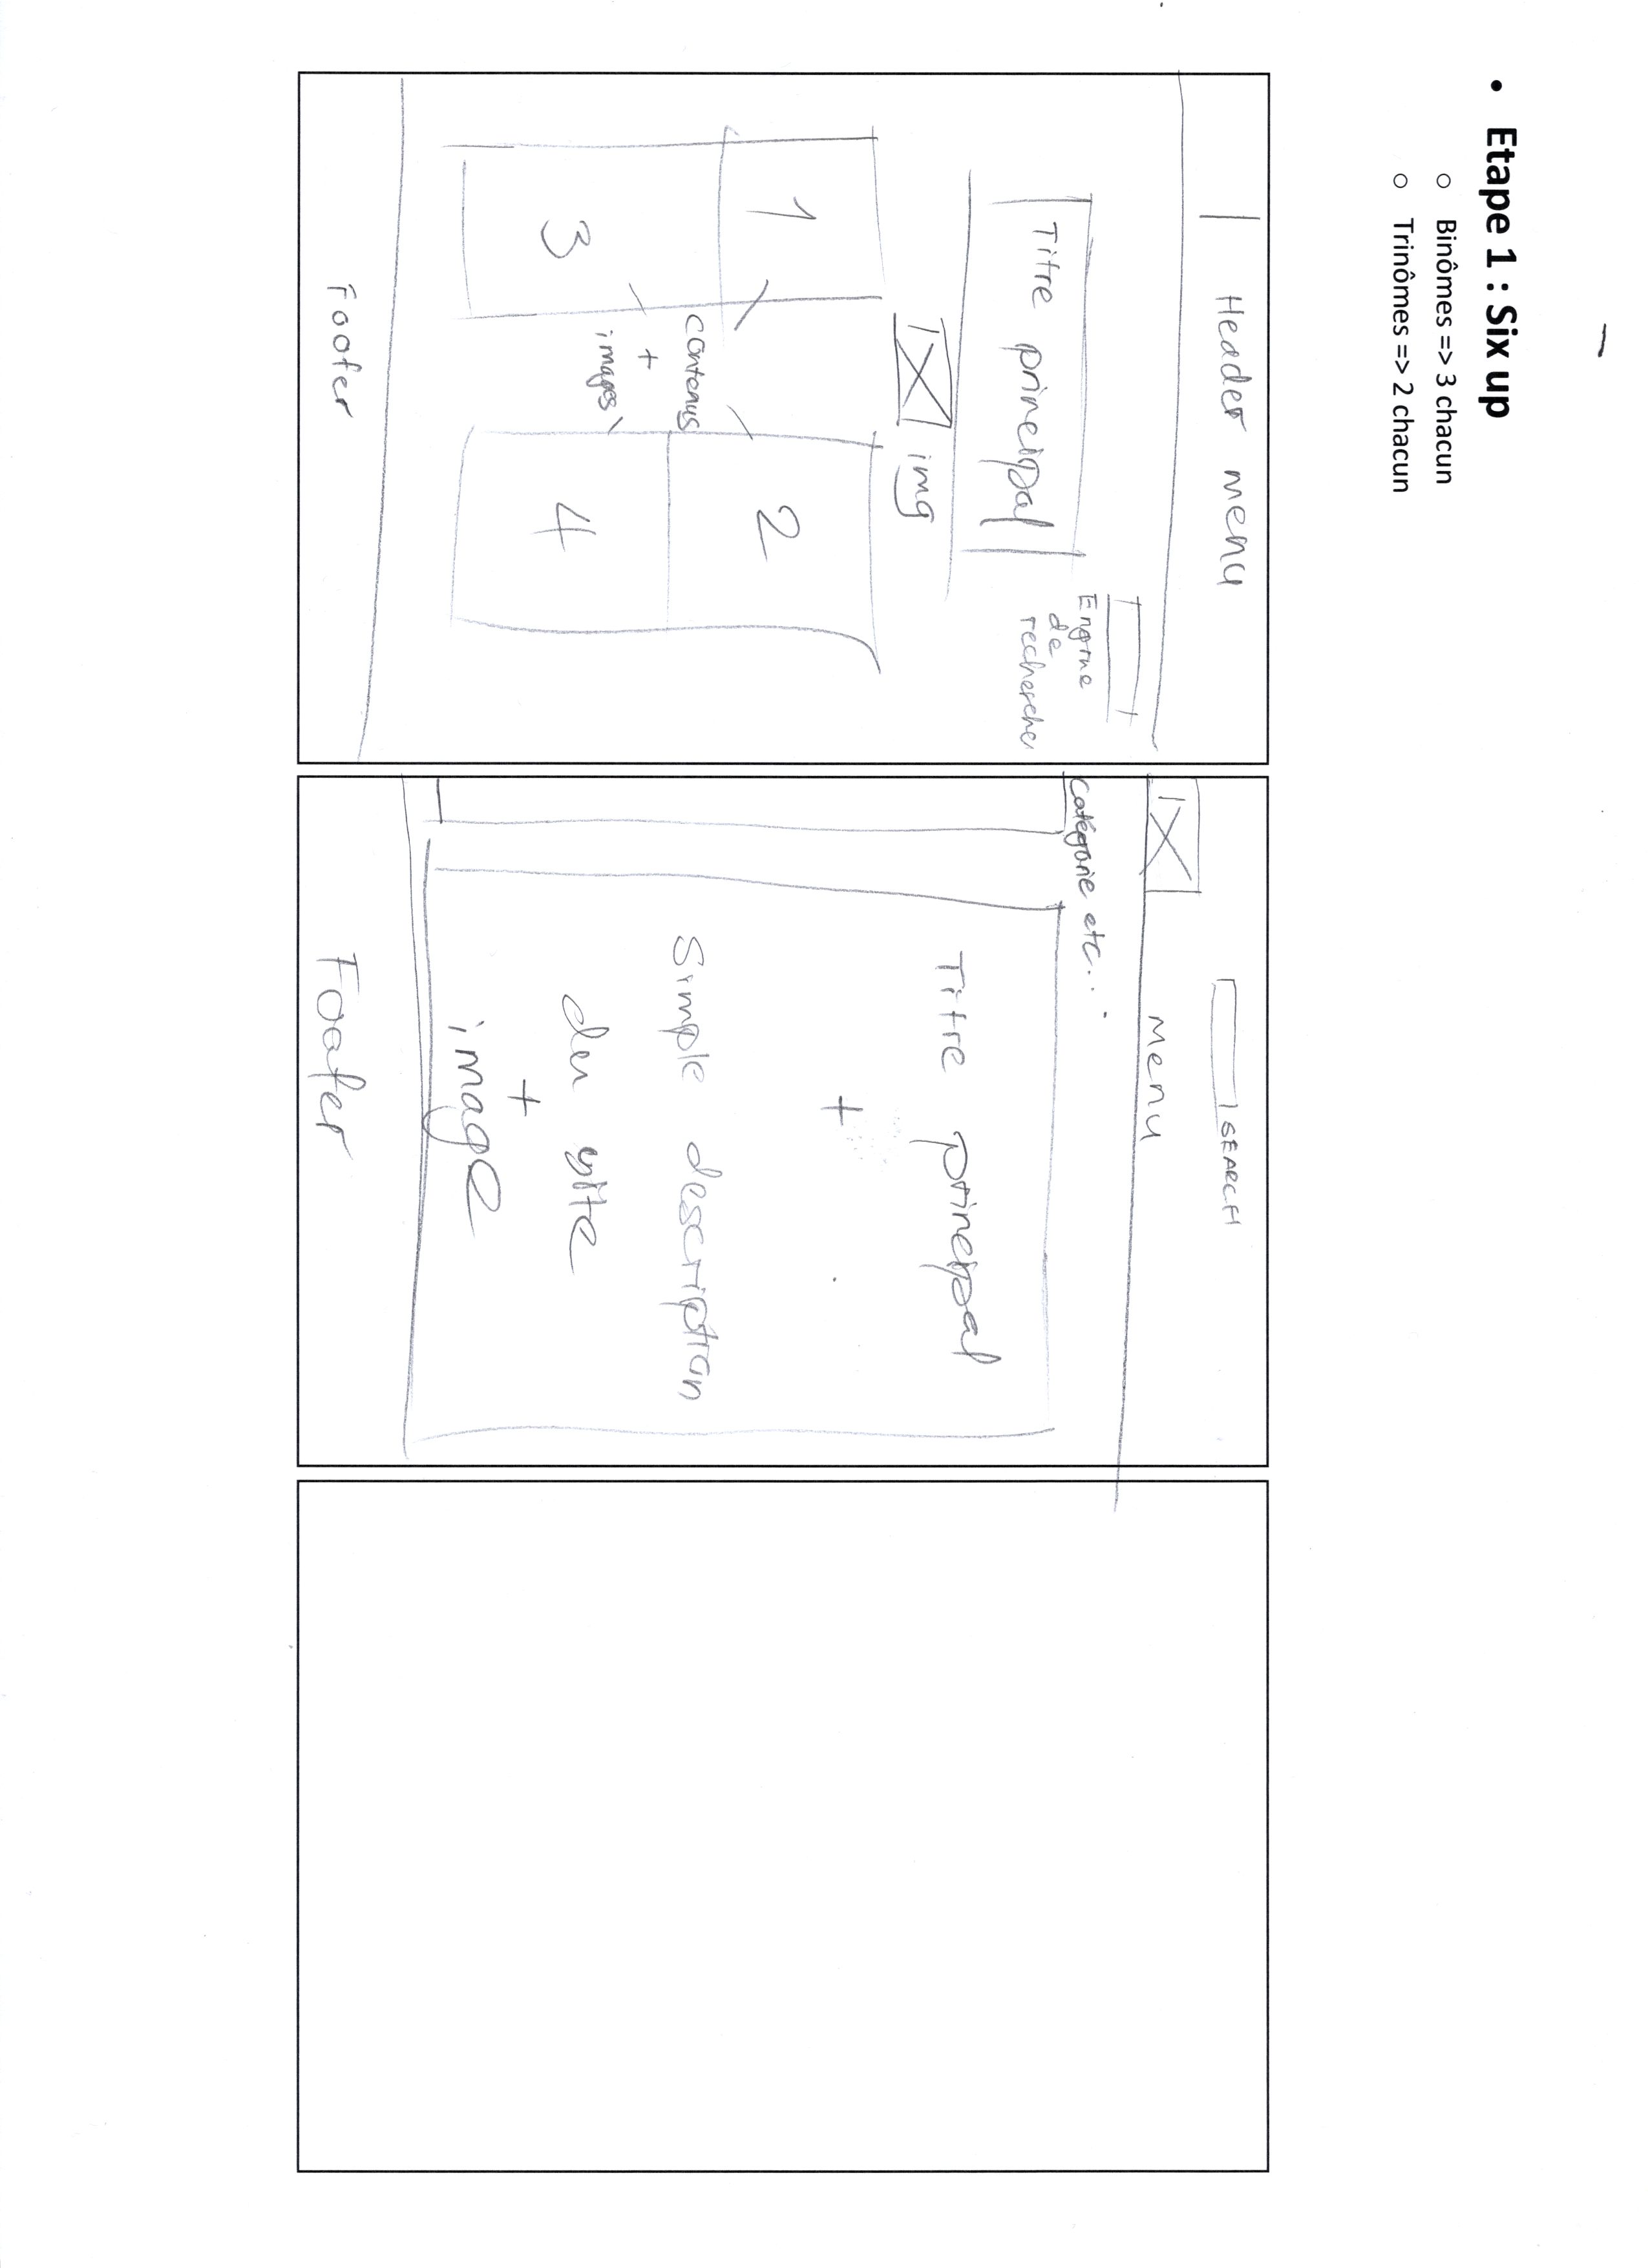 Etape 1 : Six up
Binômes => 3 chacun
Trinômes => 2 chacun
Header menu
Engine
de
recherche
Titre principal
img
1
2
contenus
+
images
3
4
Footer
SEARCH
Menu
Catégorie etc...
Titre principal
+
Simple description
du site
+
image
Footer